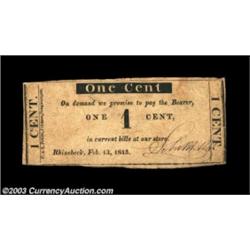 One Cent
On demand we promise to pay the Bearer,
ONE 1 CENT,
in current bills at our store.
Rhinebeck, Feb. 13, 1815.
1 CENT.
1 CENT.
©2003 CurrencyAuction.com